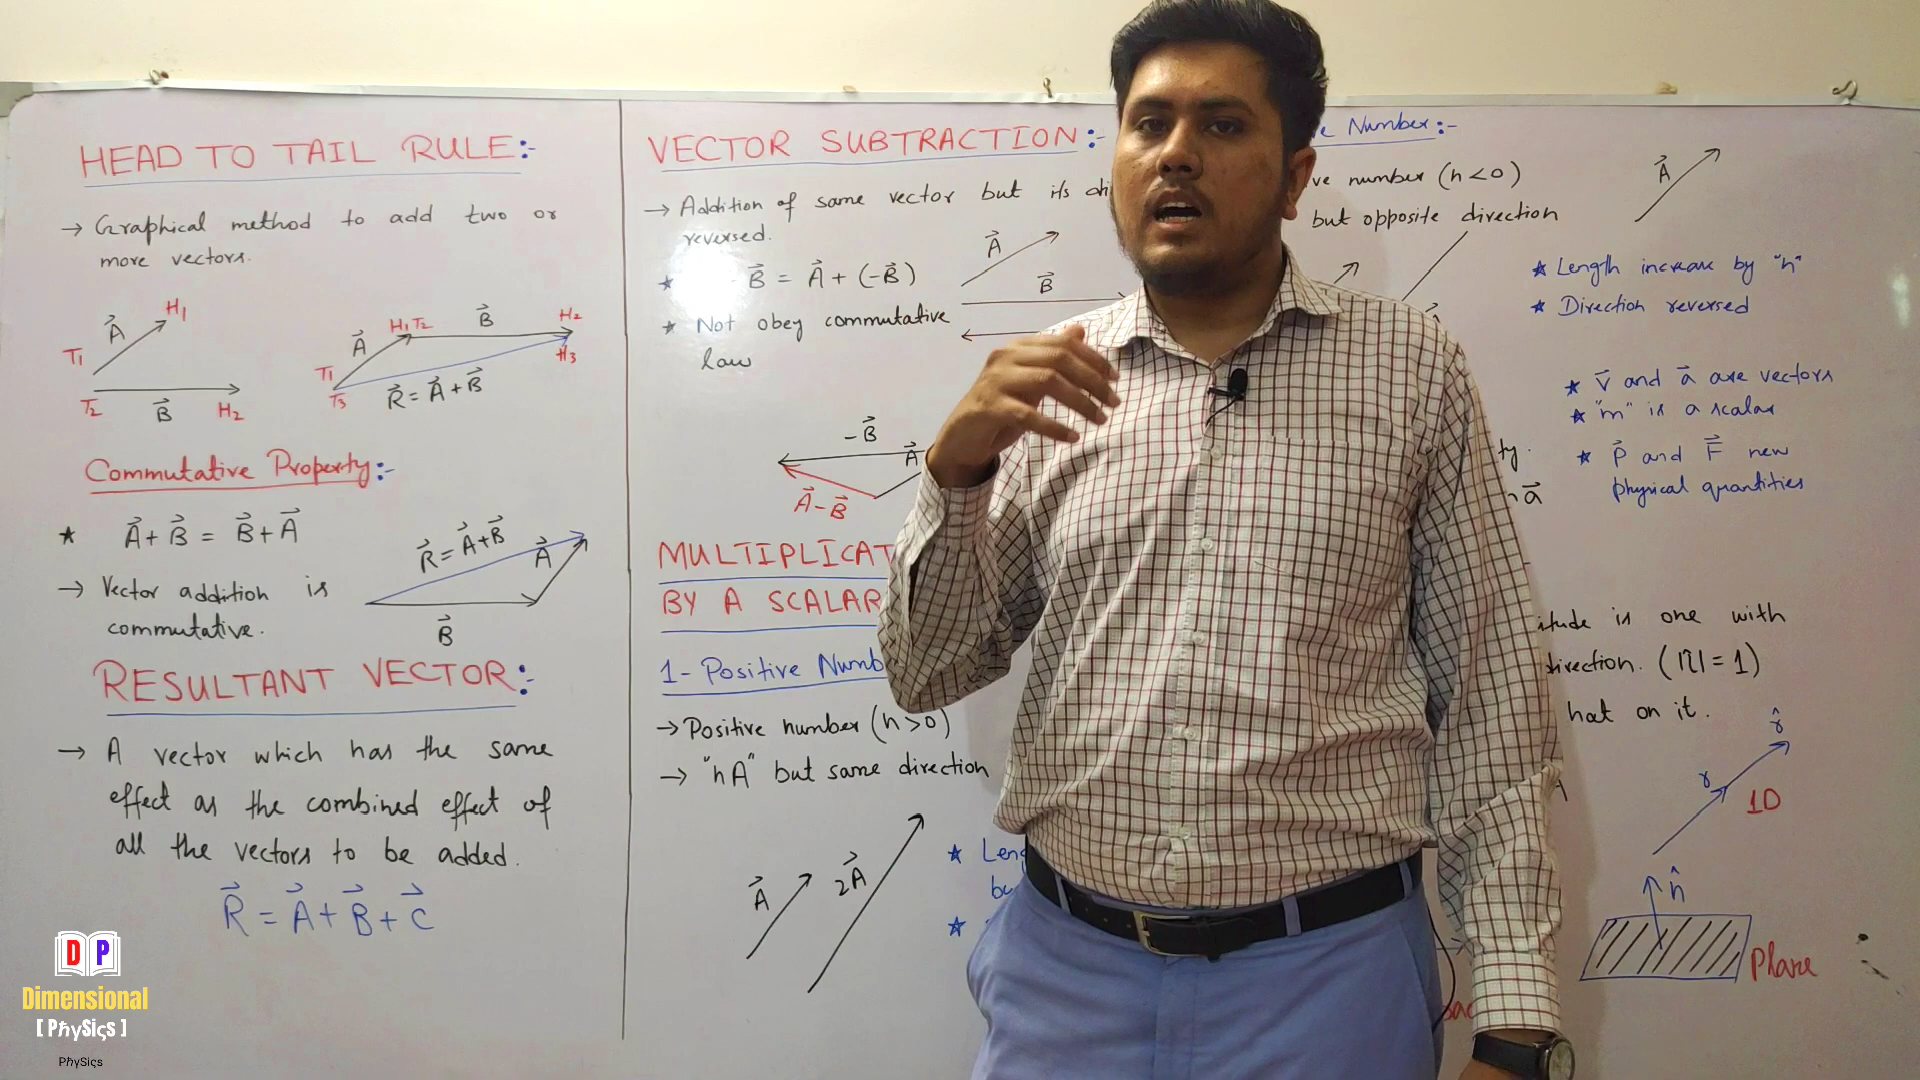 HEAD TO TAIL RULE:-
→ Graphical method to add two or
more vectors.
A⃗ H₁
T₁
T₂ B⃗ H₂
H₁ T₂ B⃗ H₂
A⃗
T₁ H₃
T₃ R⃗ = A⃗ + B⃗
Commutative Property:-
★ A⃗ + B⃗ = B⃗ + A⃗
→ Vector addition is
commutative.
R⃗ = A⃗ + B⃗ A⃗
B⃗
RESULTANT VECTOR:-
→ A vector which has the same
effect as the combined effect of
all the vectors to be added.
R⃗ = A⃗ + B⃗ + C⃗
VECTOR SUBTRACTION:-
→ Addition of same vector but its
reversed.
★ - B⃗ = A⃗ + (-B⃗)
★ Not obey commutative
law
A⃗
B⃗
-B⃗ A⃗
A⃗ - B⃗
BY A SCALAR
1- Positive
→ Positive number (n>0)
→ "nA" but same direction
A⃗ 2A⃗
★
★
Number:-
number (n<0)
but opposite direction
A⃗
★ Length increase by "n"
★ Direction reversed
★ v⃗ and a⃗ are vectors
★ "m" is a scalar
★ P⃗ and F⃗ new
physical quantities
a⃗
is one with
direction. (|n̂| = 1)
hat on it.
r̂
r
1D
n̂
Plane
D P
Dimensional
[PℏySiçs]
PℏySiçs